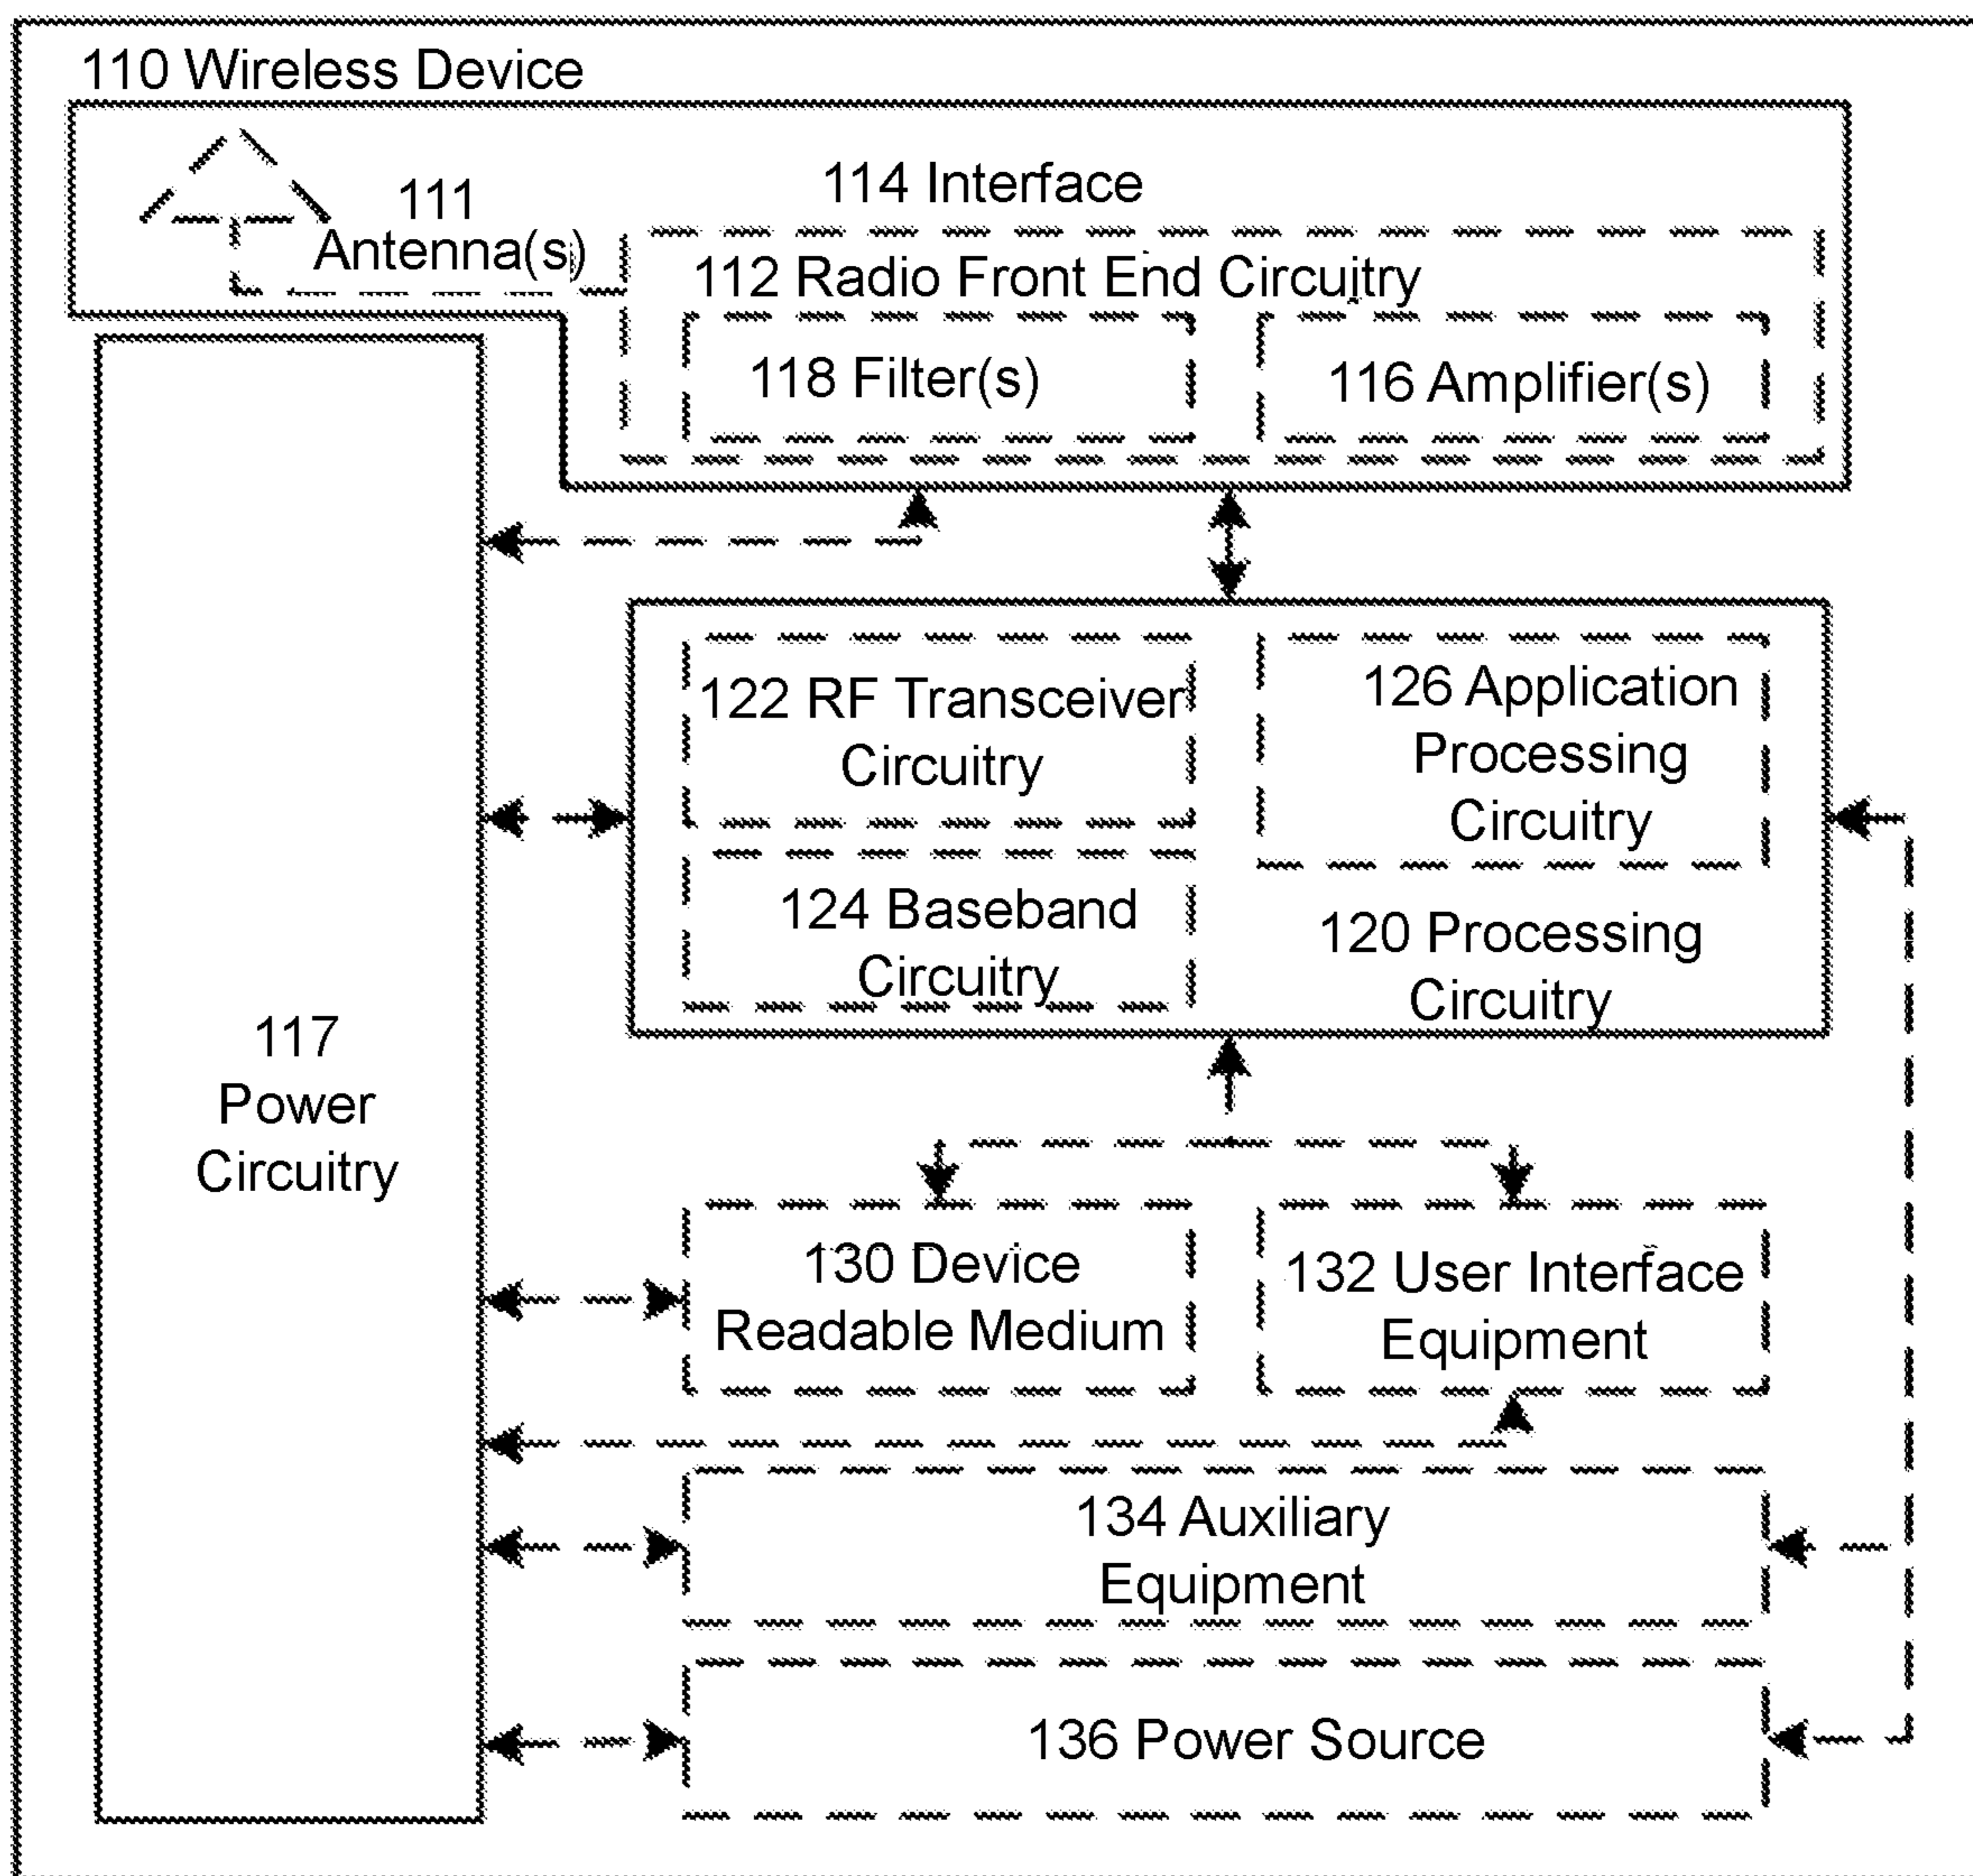 110 Wireless Device
111
Antenna(s)
114 Interface
112 Radio Front End Circuitry
118 Filter(s)
116 Amplifier(s)
122 RF Transceiver
Circuitry
126 Application
Processing
Circuitry
124 Baseband
Circuitry
120 Processing
Circuitry
117
Power
Circuitry
130 Device
Readable Medium
132 User Interface
Equipment
134 Auxiliary
Equipment
136 Power Source